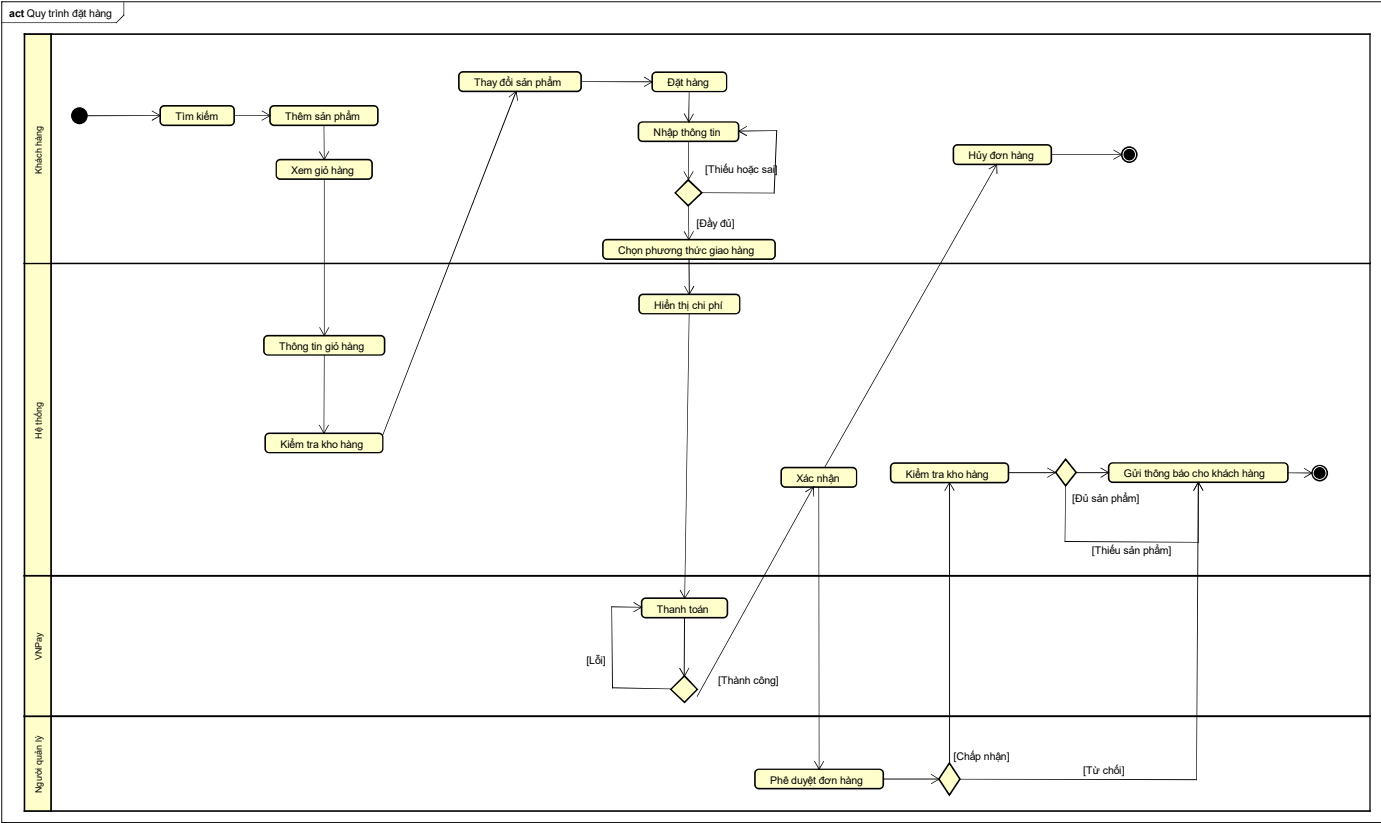 act Quy trình đặt hàng
Khách hàng
Tìm kiếm
Thêm sản phẩm
Xem giỏ hàng
Thay đổi sản phẩm
Đặt hàng
Nhập thông tin
[Thiếu hoặc sai]
[Đầy đủ]
Chọn phương thức giao hàng
Hủy đơn hàng
Hệ thống
Hiển thị chi phí
Thông tin giỏ hàng
Kiểm tra kho hàng
Xác nhận
Kiểm tra kho hàng
Gửi thông báo cho khách hàng
[Đủ sản phẩm]
[Thiếu sản phẩm]
VNPay
Thanh toán
[Lỗi]
[Thành công]
Người quản lý
Phê duyệt đơn hàng
[Chấp nhận]
[Từ chối]